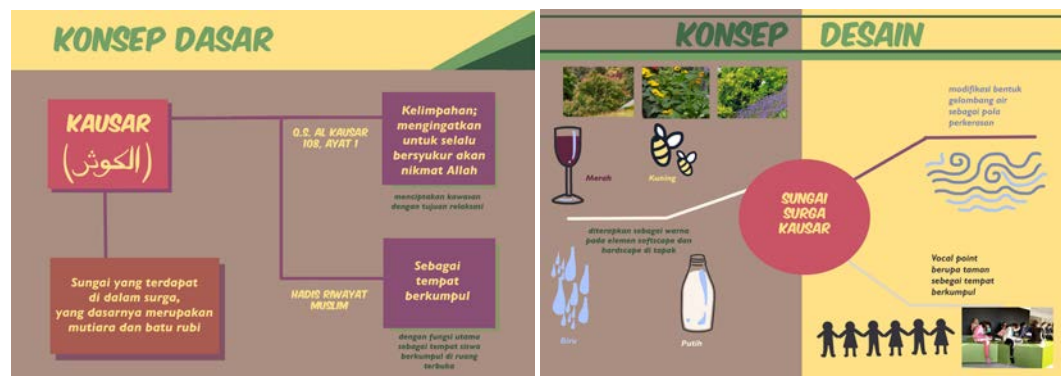 KONSEP DASAR
KAUSAR
(الكوثر)
Q.S. AL KAUSAR
108, AYAT 1
Kelimpahan;
mengingatkan
untuk selalu
bersyukur akan
nikmat Allah
menciptakan kawasan
dengan tujuan relaksasi
Sungai yang terdapat
di dalam surga,
yang dasarnya merupakan
mutiara dan batu rubi
HADIS RIWAYAT
MUSLIM
Sebagai
tempat
berkumpul
dengan fungsi utama
sebagai tempat siswa
berkumpul di ruang
terbuka
KONSEP DESAIN
Merah
Kuning
diterapkan sebagai warna
pada elemen softscape dan
hardscape di tapak
Biru
Putih
SUNGAI
SURGA
KAUSAR
modifikasi bentuk
gelombang air
sebagai pola
perkerasan
Vocal point
berupa taman
sebegai tempat
berkumpul